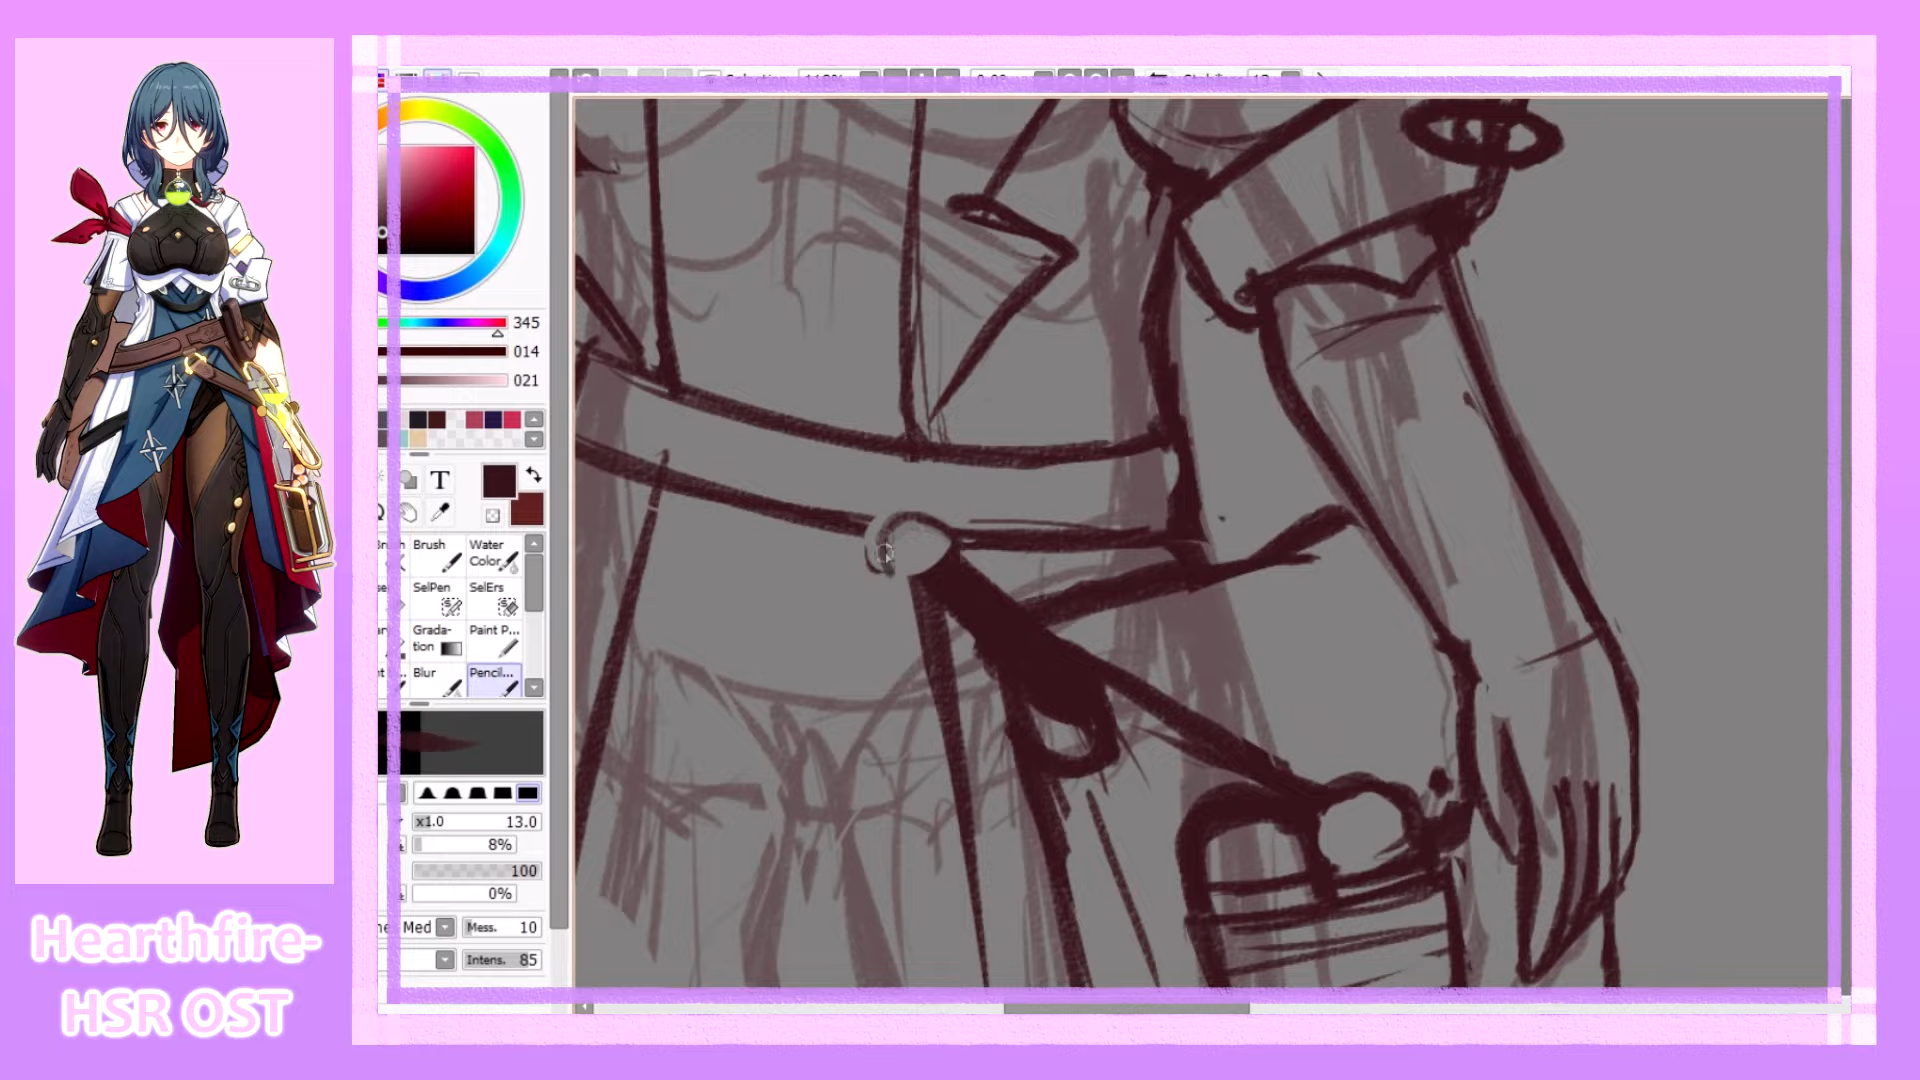 345
014
021
T
Brush
Water
Color
SelPen
SelErs
Grada-
tion
Paint P...
Blur
Pencil...
x1.0 13.0
8%
100
0%
Med
Mess. 10
Intens. 85
Hearthfire-
HSR OST